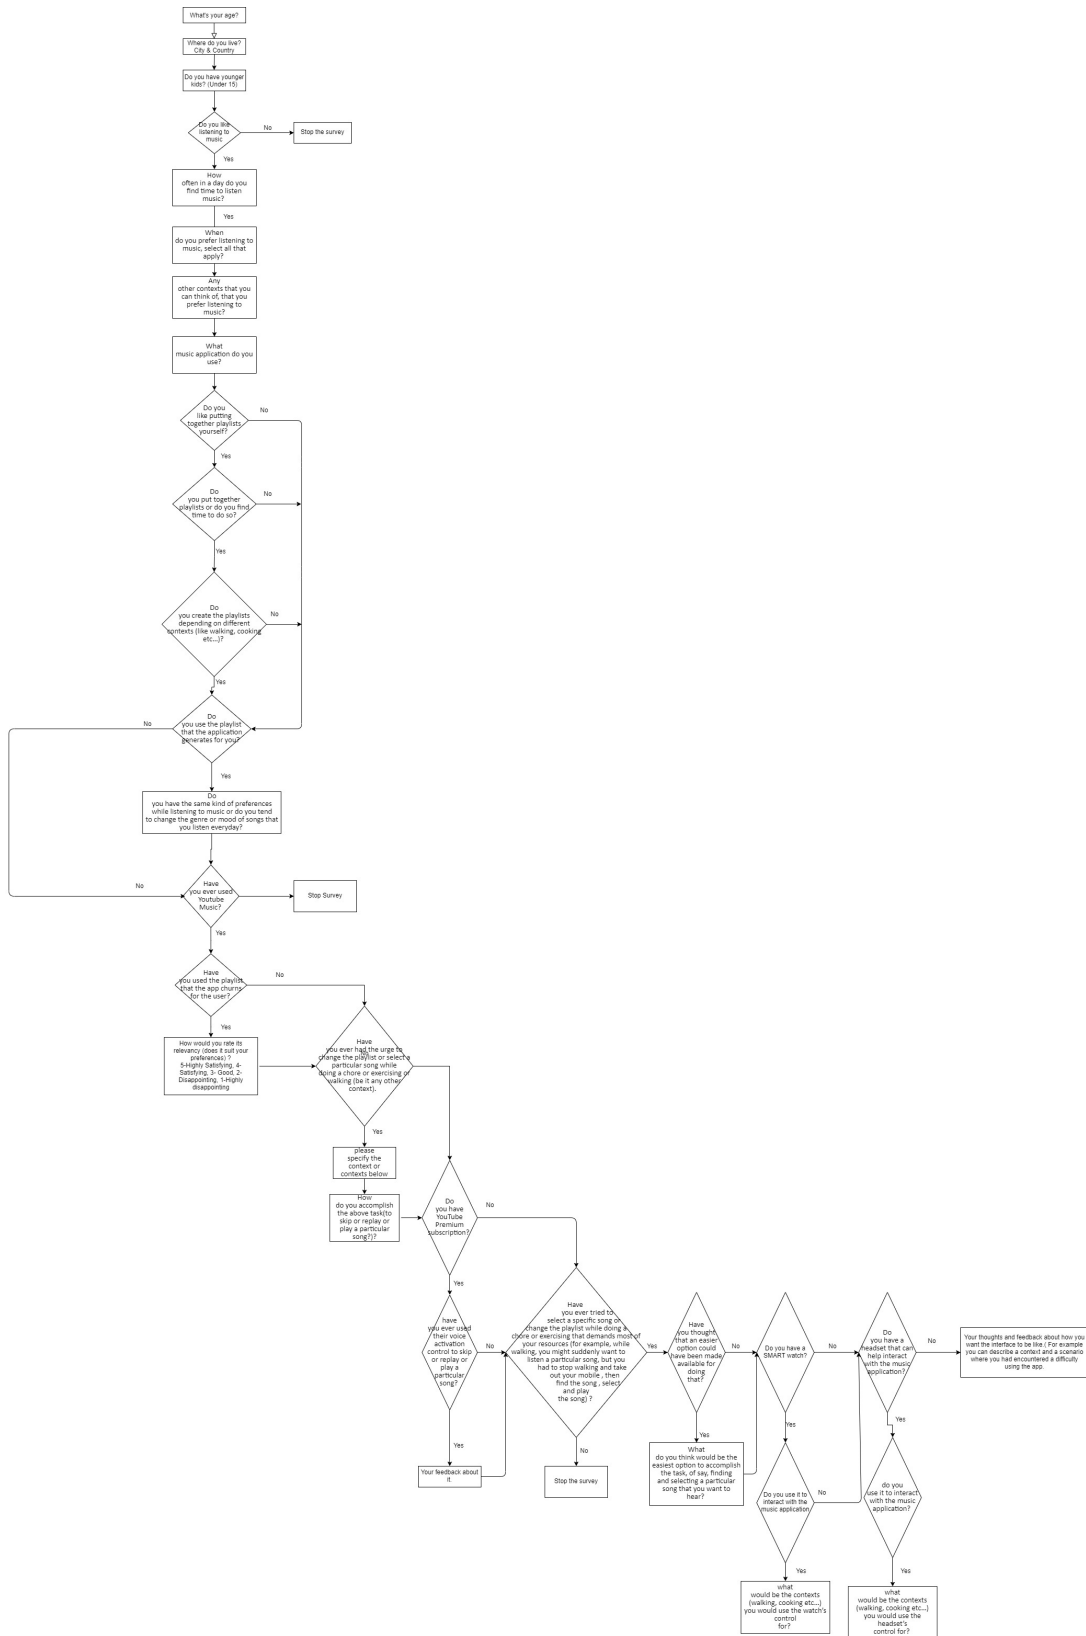 What's your age?
Where do you live?
City & Country
Do you have younger
kids? (Under 15)
Do you like
listening to
music
No
Stop the survey
Yes
How
often in a day do you
find time to listen
music?
Yes
When
do you prefer listening to
music, select all that
apply?
Any
other contexts that you
can think of, that you
prefer listening to
music?
What
music application do you
use?
Do you
like putting
together playlists
yourself?
No
Yes
Do
you put together
playlists or do you find
time to do so?
No
Yes
Do
you create the playlists
depending on different
contexts (like walking, cooking
etc...)?
No
Yes
Do
you use the playlist
that the application
generates for you?
No
Yes
Do
you have the same kind of preferences
while listening to music or do you tend
to change the genre or mood of songs that
you listen everyday?
No
Have
you ever used
Youtube
Music?
Stop Survey
Yes
Have
you used the playlist
that the app churns
for the user?
No
Yes
How would you rate its
relevancy (does it suit your
preferences) ?
5-Highly Satisfying, 4-
Satisfying, 3- Good, 2-
Disappointing, 1-Highly
disappointing
Have
you ever had the urge to
change the playlist or select a
particular song while
doing a chore or exercising or
walking (be it any other
context).
Yes
please
specify the
context or
contexts below
How
do you accomplish
the above task(to
skip or replay or
play a particular
song?)?
Do
you have
YouTube
Premium
subscription?
No
Yes
have
you ever used
their voice
activation
control to skip
or replay or
play a
particular
song?
No
Yes
Your feedback about
it.
Have
you ever tried to
select a specific song or
change the playlist while doing a
chore or exercising that demands most of
your resources (for example, while
walking, you might suddenly want to
listen a particular song, but you
had to stop walking and take
out your mobile , then
find the song , select
and play
the song) ?
Yes
No
Stop the survey
Have
you thought
that an easier
option could
have been made
available for
doing
that?
No
Yes
What
do you think would be the
easiest option to accomplish
the task, of say, finding
and selecting a particular
song that you want to
hear?
Do you have a
SMART watch?
No
Yes
Do you use it to
interact with the
music application
No
Yes
what
would be the contexts
(walking, cooking etc...)
you would use the watch's
control
for?
Do
you have a
headset that can
help interact
with the music
application?
No
Yes
do you
use it to interact
with the music
application?
Yes
what
would be the contexts
(walking, cooking etc...)
you would use the
headset's
control for?
Your thoughts and feedback about how you
want the interface to be like.( For example
you can describe a context and a scenario
where you had encountered a difficulty
using the app.